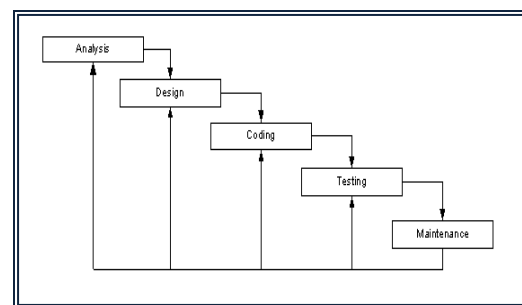 Analysis
Design
Coding
Testing
Maintenance